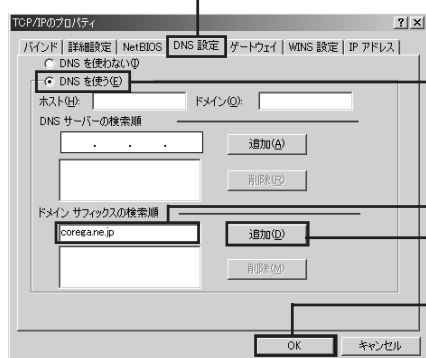 TCP/IPのプロパティ
バインド 詳細設定 NetBIOS DNS 設定 ゲートウェイ WINS 設定 IP アドレス
DNS を使わない(I)
DNS を使う(E)
ホスト(H): ドメイン(O):
DNS サーバーの検索順
. . . 追加(A)
削除(R)
ドメイン サフィックスの検索順
corega.ne.jp 追加(D)
削除(M)
OK キャンセル